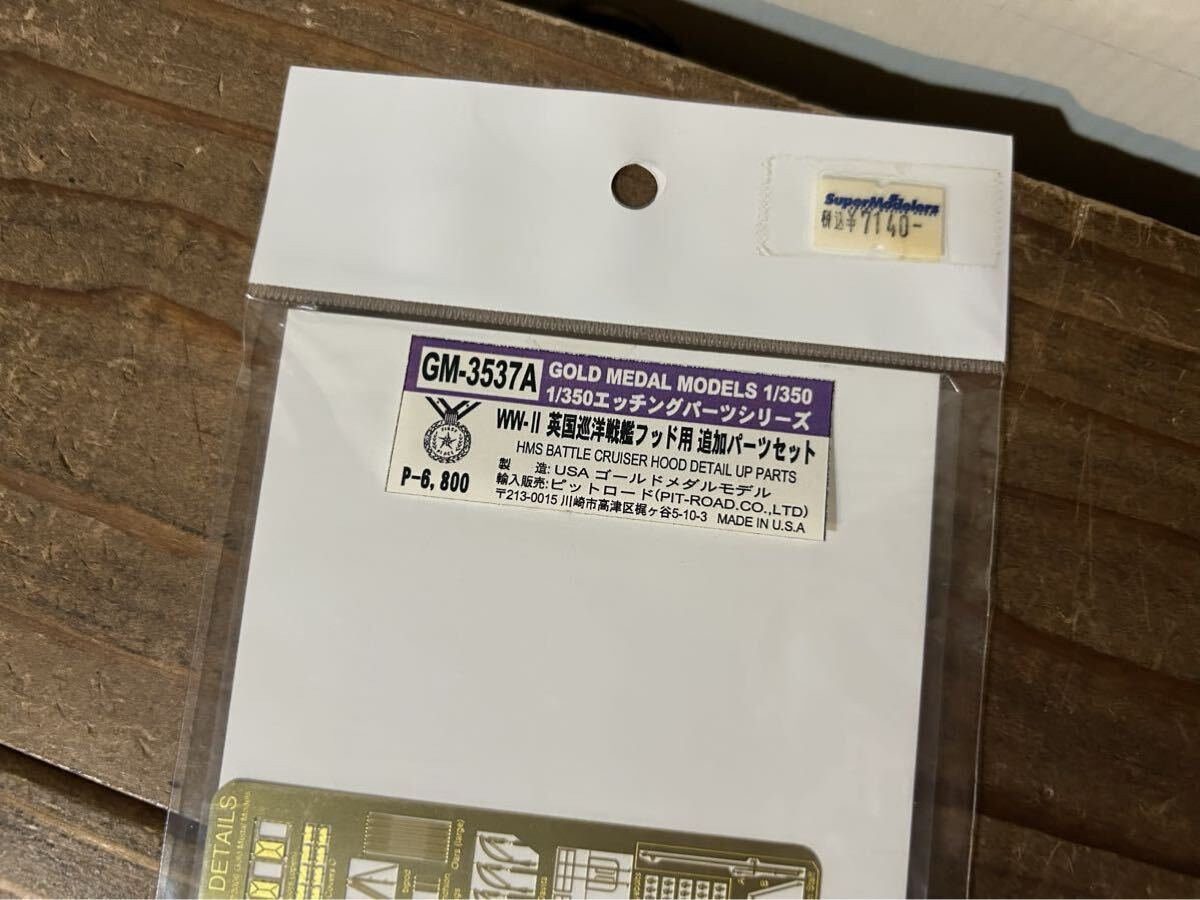 SuperModelers
税込¥7140-
GM-3537A
GOLD MEDAL MODELS 1/350
1/350エッチングパーツシリーズ
WW-II 英国巡洋戦艦フッド用 追加パーツセット
HMS BATTLE CRUISER HOOD DETAIL UP PARTS
P-6,800
製 造:USA ゴールドメダルモデル
輸入販売:ピットロード(PIT-ROAD.CO.,LTD)
〒213-0015 川崎市高津区梶ヶ谷5-10-3 MADE IN U.S.A
DETAILS
Gold Medal Models
Oars (large)
A
B